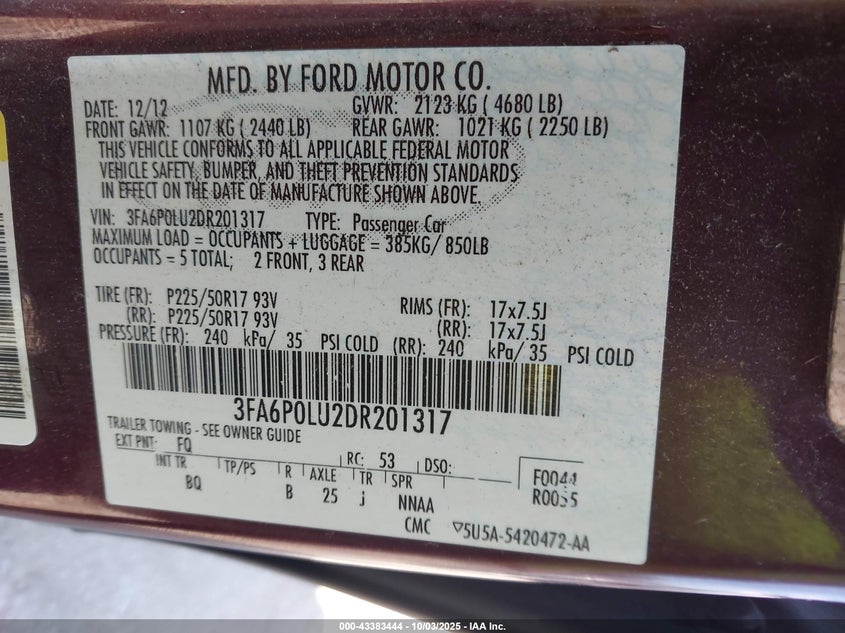 MFD. BY FORD MOTOR CO.
DATE: 12/12 GVWR: 2123 KG ( 4680 LB)
FRONT GAWR: 1107 KG ( 2440 LB) REAR GAWR: 1021 KG ( 2250 LB)
THIS VEHICLE CONFORMS TO ALL APPLICABLE FEDERAL MOTOR
VEHICLE SAFETY, BUMPER, AND THEFT PREVENTION STANDARDS
IN EFFECT ON THE DATE OF MANUFACTURE SHOWN ABOVE.
VIN: 3FA6P0LU2DR201317 TYPE: Passenger Car
MAXIMUM LOAD = OCCUPANTS + LUGGAGE = 385KG/ 850LB
OCCUPANTS = 5 TOTAL; 2 FRONT, 3 REAR
TIRE (FR): P225/50R17 93V RIMS (FR): 17x7.5J
(RR): P225/50R17 93V (RR): 17x7.5J
PRESSURE (FR): 240 kPa/ 35 PSI COLD (RR): 240 kPa/ 35 PSI COLD
3FA6P0LU2DR201317
TRAILER TOWING - SEE OWNER GUIDE
EXT PNT: FQ RC: 53 DSO:
INT TR TP/PS R AXLE TR SPR F0044
BQ B 25 J NNAA R0055
CMC ▽5U5A-5420472-AA
000-43383444 - 10/03/2025 - IAA Inc.